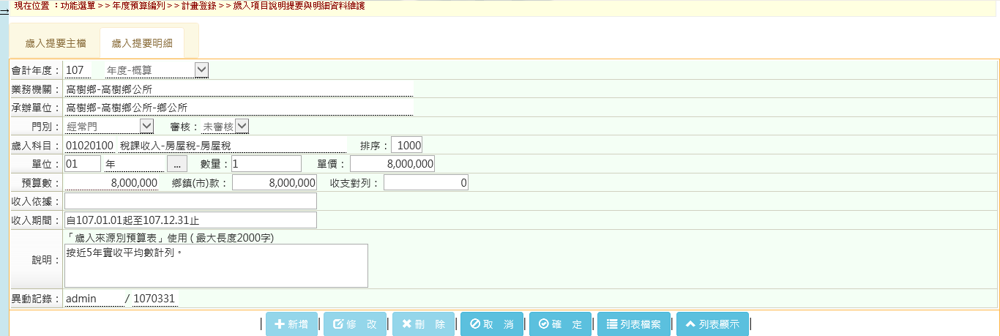 現在位置 ：功能選單 >> 年度預算編列 >> 計畫登錄 >> 歲入項目說明提要與明細資料維護
歲入提要主檔 歲入提要明細
會計年度： 107 年度-概算
業務機關： 高樹鄉-高樹鄉公所
承辦單位： 高樹鄉-高樹鄉公所-鄉公所
門別： 經常門 審核： 未審核
歲入科目： 01020100 稅課收入-房屋稅-房屋稅 排序： 1000
單位： 01 年 ... 數量： 1 單價： 8,000,000
預算數： 8,000,000 鄉鎮(市)款： 8,000,000 收支對列： 0
收入依據：
收入期間： 自107.01.01起至107.12.31止
「歲入來源別預算表」使用 ( 最大長度2000字)
說明： 按近5年實收平均數計列。
異動記錄： admin / 1070331
| 新增 | 修 改 | 刪 除 | 取 消 | 確 定 | 列表檔案 | 列表顯示 |